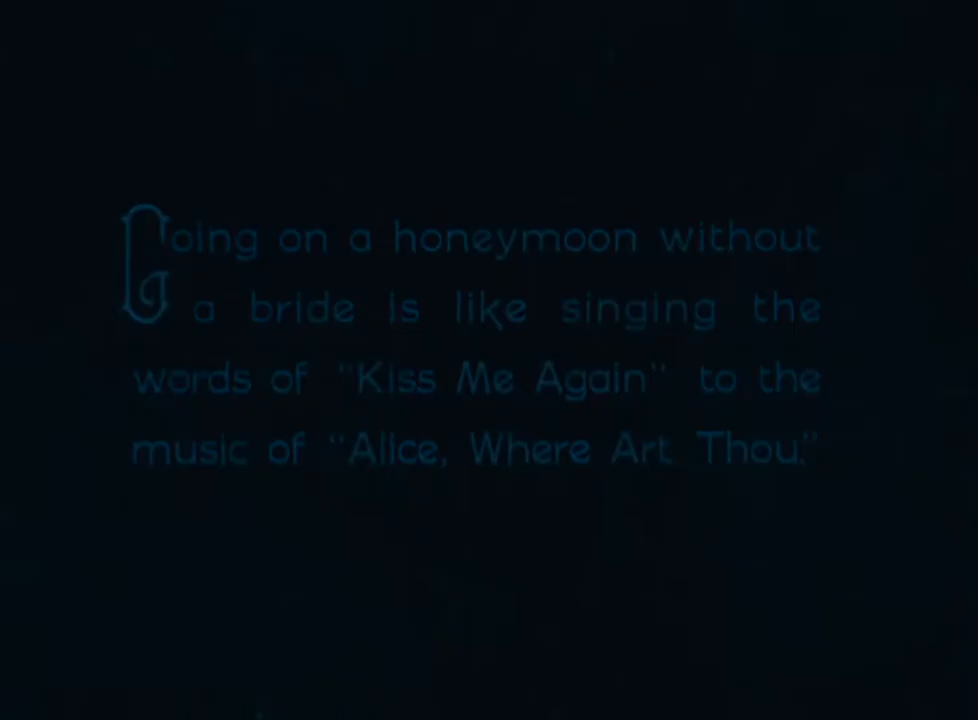 Going on a honeymoon without
a bride is like singing the
words of "Kiss Me Again" to the
music of "Alice, Where Art Thou."